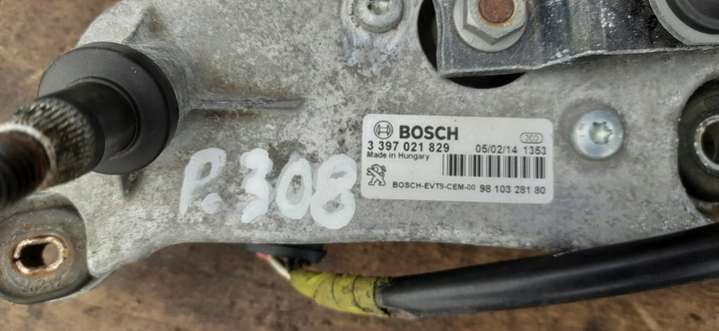 BOSCH
3 397 021 829
05/02/14 1353
Made in Hungary
BOSCH-EVT9-CEM-00 98 103 281 80
P.308